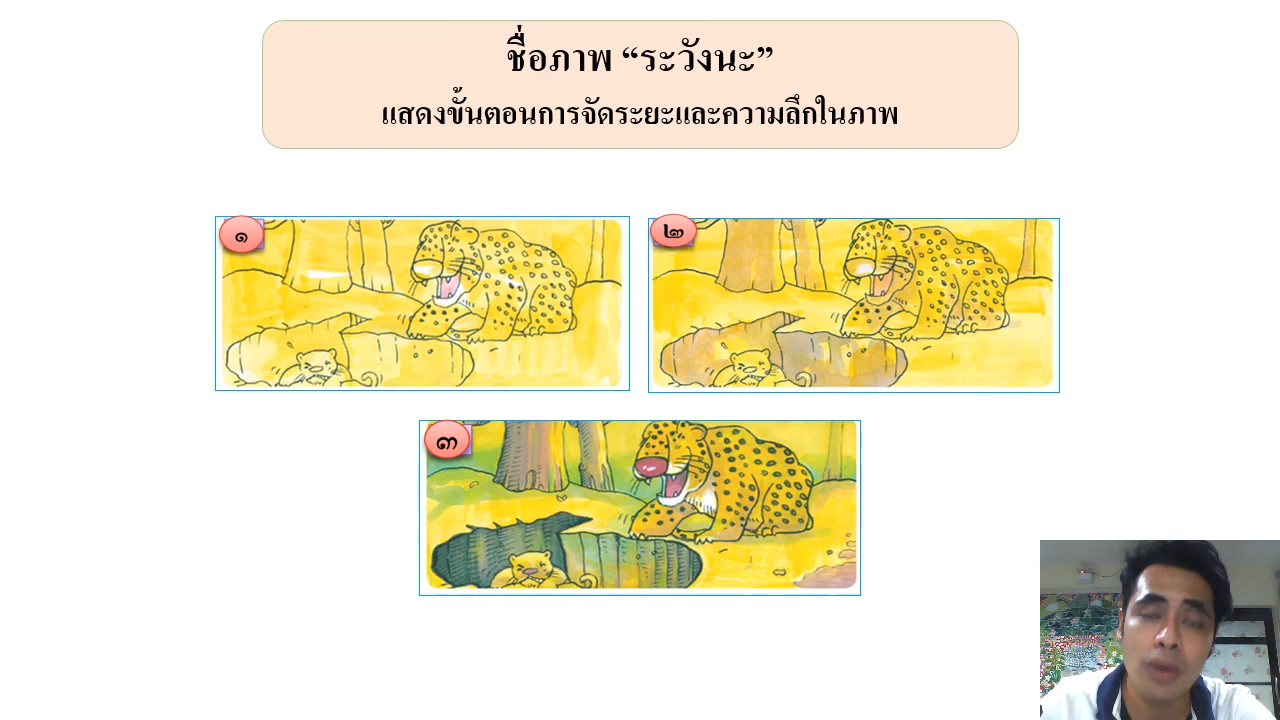 ชื่อภาพ “ระวังนะ”
แสดงขั้นตอนการจัดระยะและความลึกในภาพ
๑
๒
๓